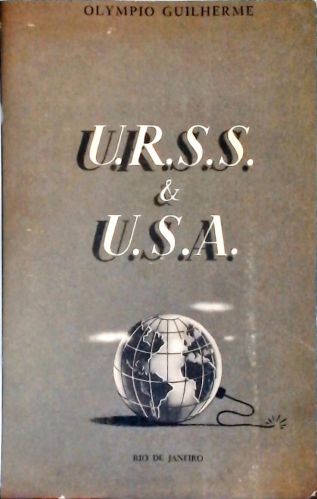 OLYMPIO GUILHERME
U.R.S.S.
&
U.S.A.
RIO DE JANEIRO